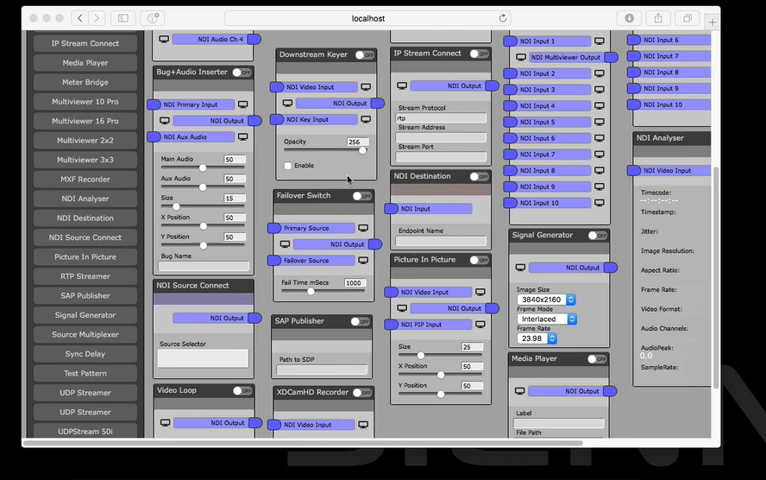 localhost
IP Stream Connect
Media Player
Meter Bridge
Multiviewer 10 Pro
Multiviewer 16 Pro
Multiviewer 2x2
Multiviewer 3x3
MXF Recorder
NDI Analyser
NDI Destination
NDI Source Connect
Picture In Picture
RTP Streamer
SAP Publisher
Signal Generator
Source Multiplexer
Sync Delay
Test Pattern
UDP Streamer
UDP Streamer
UDPStream 50i
NDI Audio Ch 4
Bug+Audio Inserter OFF
NDI Primary Input
NDI Output
NDI Aux Audio
Main Audio 50
Aux Audio 50
Size 15
X Position 50
Y Position 50
Bug Name
NDI Source Connect
NDI Output
Source Selector
Video Loop OFF
NDI Output
Downstream Keyer OFF
NDI Video Input
NDI Output
NDI Key Input
Opacity 256
Enable
Failover Switch OFF
Primary Source
NDI Output
Failover Source
Fail Time mSecs 1000
SAP Publisher OFF
Path to SDP
XDCamHD Recorder OFF
NDI Video Input
IP Stream Connect OFF
NDI Output
Stream Protocol
rtp
Stream Address
Stream Port
NDI Destination OFF
NDI Input
Endpoint Name
Picture In Picture OFF
NDI Video Input
NDI Output
NDI PIP Input
Size 25
X Position 50
Y Position 50
NDI Input 1
NDI Multiviewer Output
NDI Input 2
NDI Input 3
NDI Input 4
NDI Input 5
NDI Input 6
NDI Input 7
NDI Input 8
NDI Input 9
NDI Input 10
Signal Generator OFF
NDI Output
Image Size
3840x2160
Frame Mode
Interlaced
Frame Rate
23.98
Media Player OFF
NDI Output
Label
File Path
NDI Input 6
NDI Input 7
NDI Input 8
NDI Input 9
NDI Input 10
NDI Analyser
NDI Video Input
Timecode:
--:--:--:--
Timestamp:
Jitter:
Image Resolution:
Aspect Ratio:
Frame Rate:
Video Format:
Audio Channels:
AudioPeak:
0.0
SampleRate: